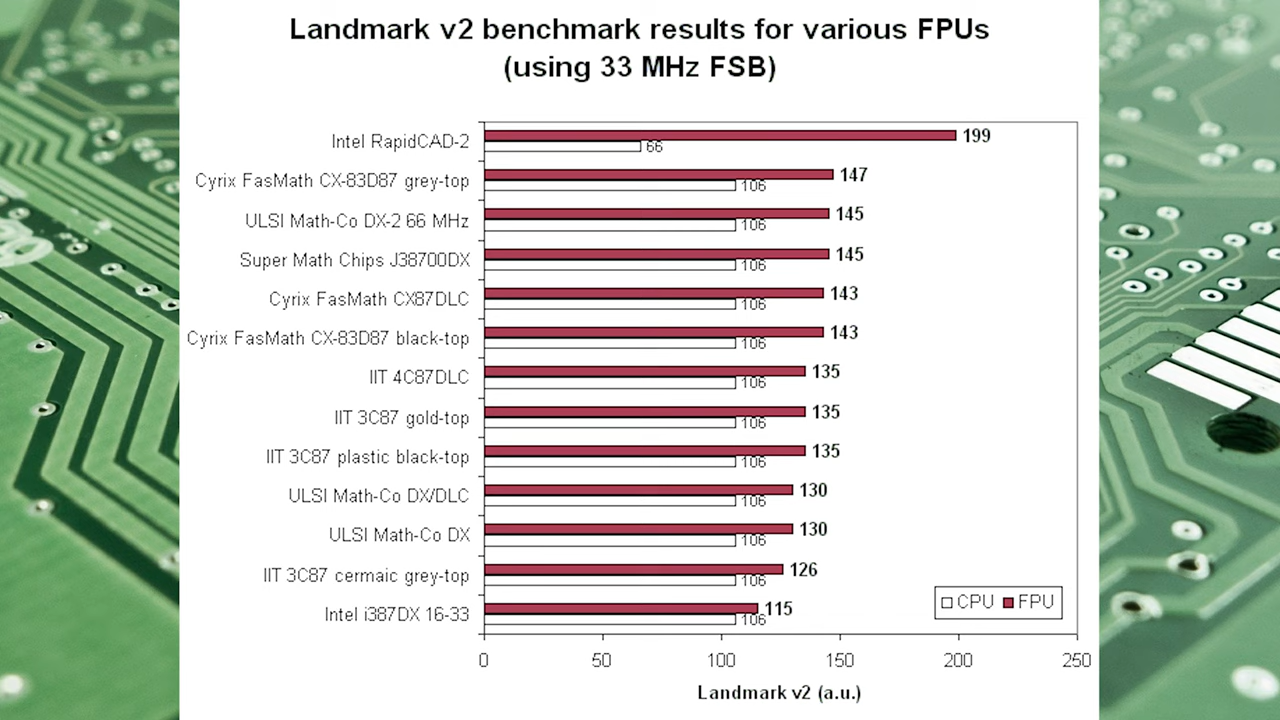 Landmark v2 benchmark results for various FPUs
(using 33 MHz FSB)
Intel RapidCAD-2 199
66
Cyrix FasMath CX-83D87 grey-top 147
106
ULSI Math-Co DX-2 66 MHz 145
106
Super Math Chips J38700DX 145
106
Cyrix FasMath CX87DLC 143
106
Cyrix FasMath CX-83D87 black-top 143
106
IIT 4C87DLC 135
106
IIT 3C87 gold-top 135
106
IIT 3C87 plastic black-top 135
106
ULSI Math-Co DX/DLC 130
106
ULSI Math-Co DX 130
106
IIT 3C87 cermaic grey-top 126
106
Intel i387DX 16-33 115
106
CPU FPU
0 50 100 150 200 250
Landmark v2 (a.u.)